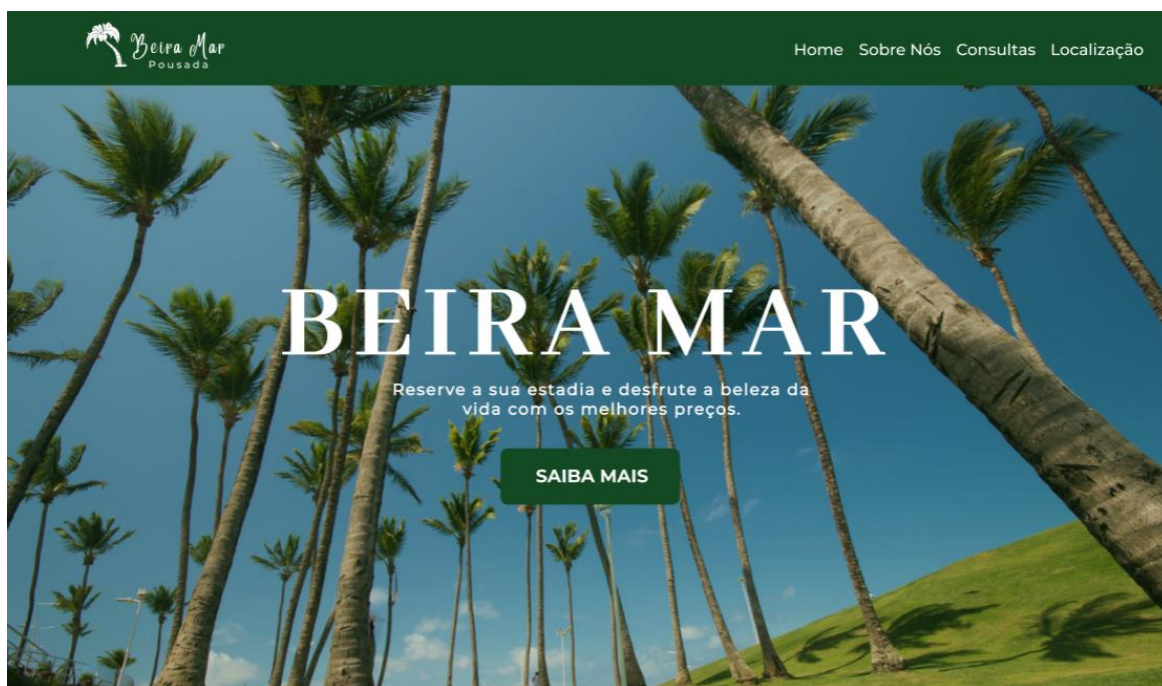 Beira Mar
Pousada
Home Sobre Nós Consultas Localização
BEIRA MAR
Reserve a sua estadia e desfrute a beleza da
vida com os melhores preços.
SAIBA MAIS